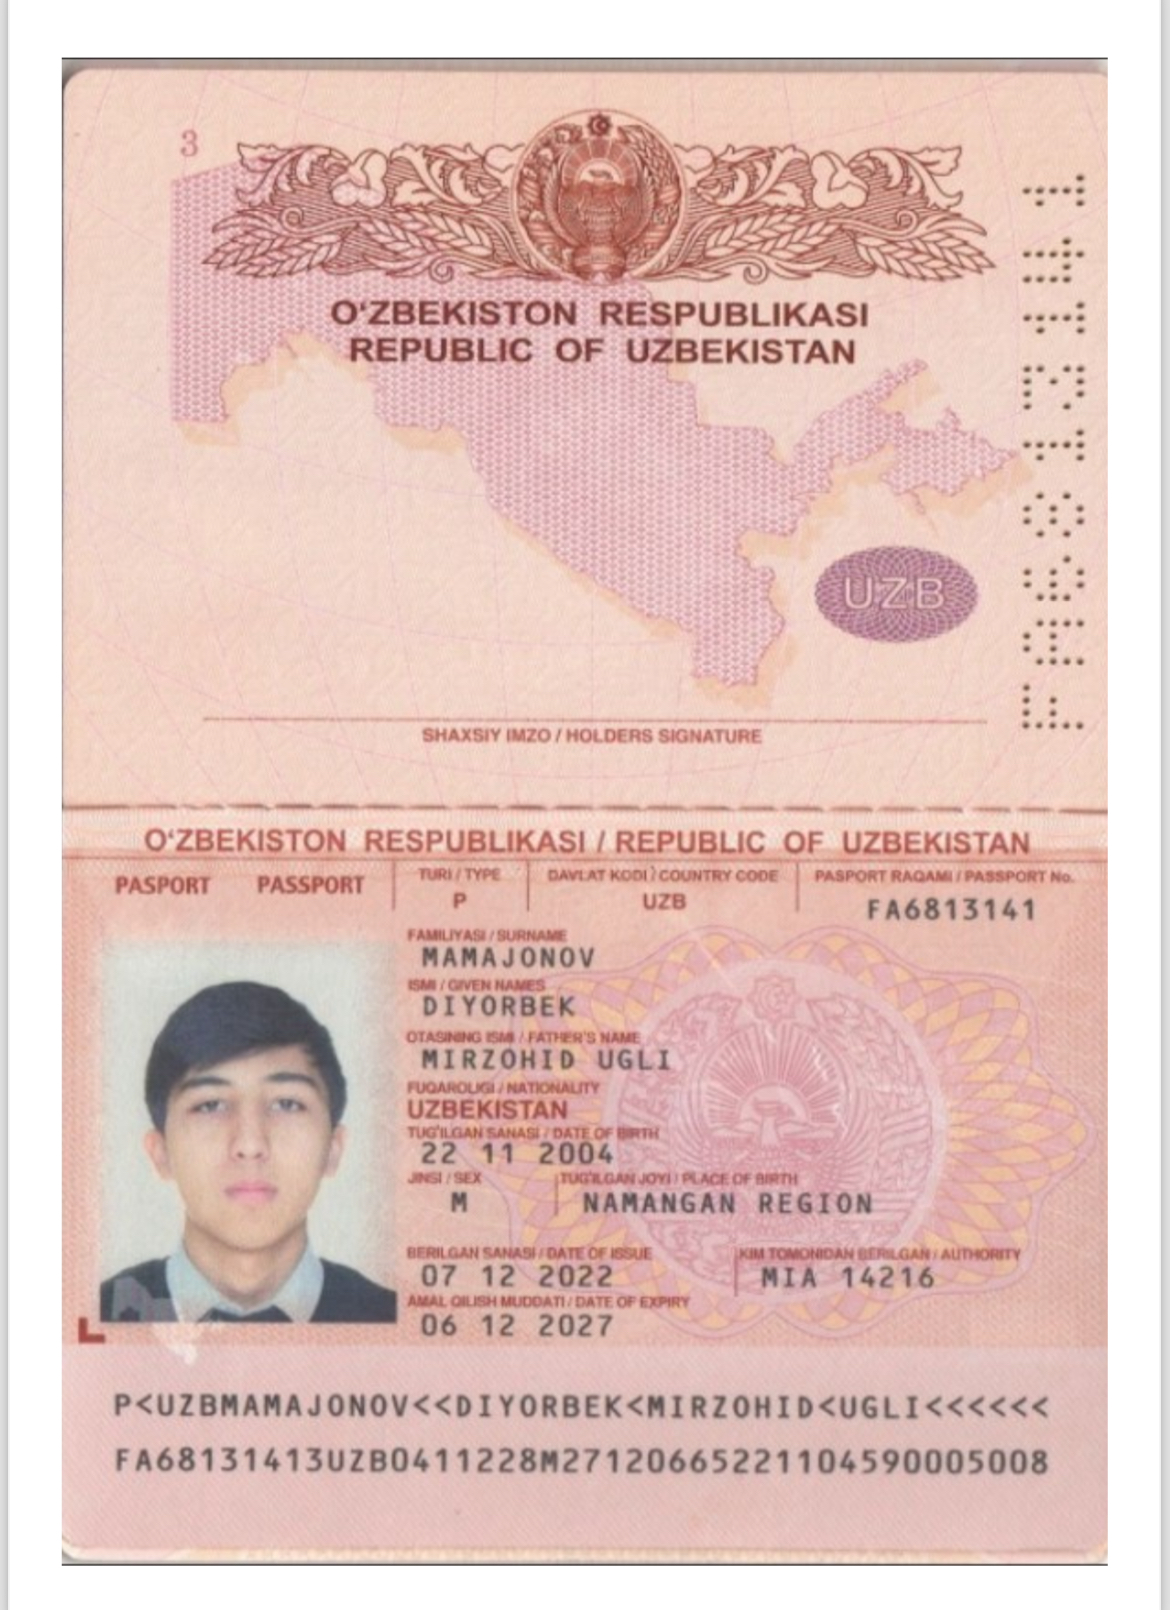 3
O‘ZBEKISTON RESPUBLIKASI
REPUBLIC OF UZBEKISTAN
FA6813141
UZB
SHAXSIY IMZO / HOLDERS SIGNATURE
O‘ZBEKISTON RESPUBLIKASI / REPUBLIC OF UZBEKISTAN
PASPORT PASSPORT
TURI / TYPE
P
DAVLAT KODI / COUNTRY CODE
UZB
PASPORT RAQAMI / PASSPORT No.
FA6813141
FAMILIYASI / SURNAME
MAMAJONOV
ISMI / GIVEN NAMES
DIYORBEK
OTASINING ISMI / FATHER'S NAME
MIRZOHID UGLI
FUQAROLIGI / NATIONALITY
UZBEKISTAN
TUG'ILGAN SANASI / DATE OF BIRTH
22 11 2004
JINSI / SEX
M
TUG'ILGAN JOYI / PLACE OF BIRTH
NAMANGAN REGION
BERILGAN SANASI / DATE OF ISSUE
07 12 2022
KIM TOMONIDAN BERILGAN / AUTHORITY
MIA 14216
AMAL QILISH MUDDATI / DATE OF EXPIRY
06 12 2027
P<UZBMAMAJONOV<<DIYORBEK<MIRZOHID<UGLI<<<<<<
FA68131413UZB0411228M27120665221104590005008